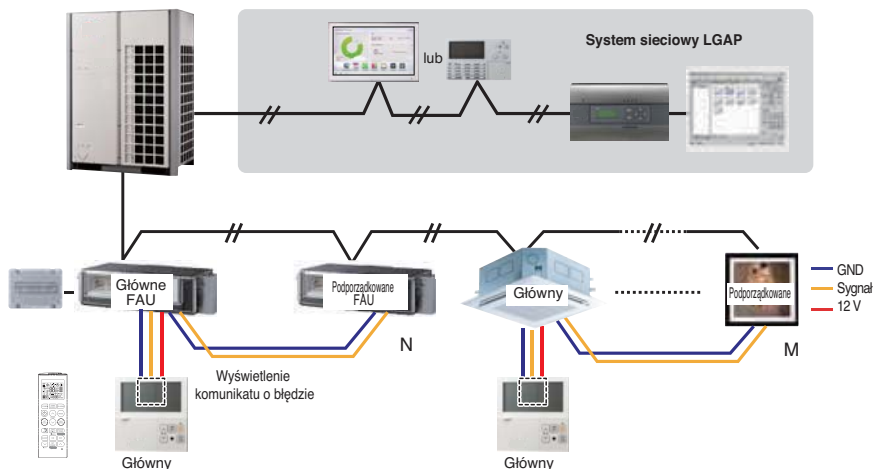 System sieciowy LGAP
lub
Główne
FAU
Podporządkowane
FAU
Główny
Podporządkowane
GND
Sygnał
12 V
N
M
Wyświetlenie
komunikatu o błędzie
Główny
Główny